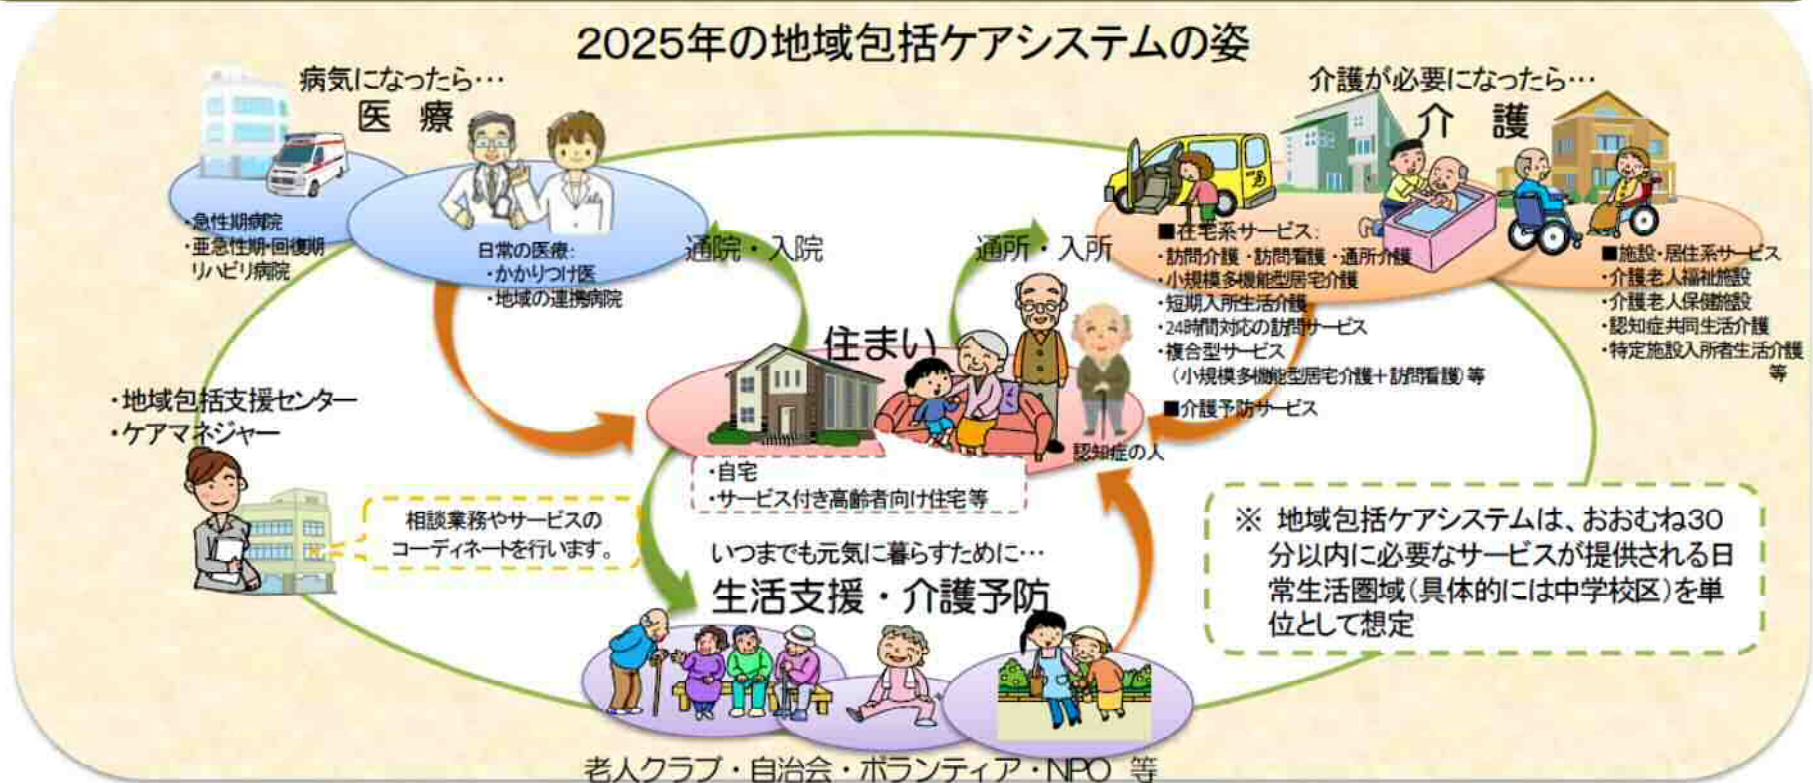 2025年の地域包括ケアシステムの姿
病気になったら…
医 療
・急性期病院
・亜急性期・回復期
リハビリ病院
日常の医療:
・かかりつけ医
・地域の連携病院
通院・入院
通所・入所
介護が必要になったら…
介 護
■在宅系サービス:
・訪問介護 ・訪問看護 ・通所介護
・小規模多機能型居宅介護
・短期入所生活介護
・24時間対応の訪問サービス
・複合型サービス
（小規模多機能型居宅介護＋訪問看護）等
■介護予防サービス
■施設・居住系サービス
・介護老人福祉施設
・介護老人保健施設
・認知症共同生活介護
・特定施設入所者生活介護
等
住まい
認知症の人
・自宅
・サービス付き高齢者向け住宅等
・地域包括支援センター
・ケアマネジャー
相談業務やサービスの
コーディネートを行います。
いつまでも元気に暮らすために…
生活支援・介護予防
老人クラブ・自治会・ボランティア・NPO 等
※ 地域包括ケアシステムは、おおむね30
分以内に必要なサービスが提供される日
常生活圏域（具体的には中学校区）を単
位として想定